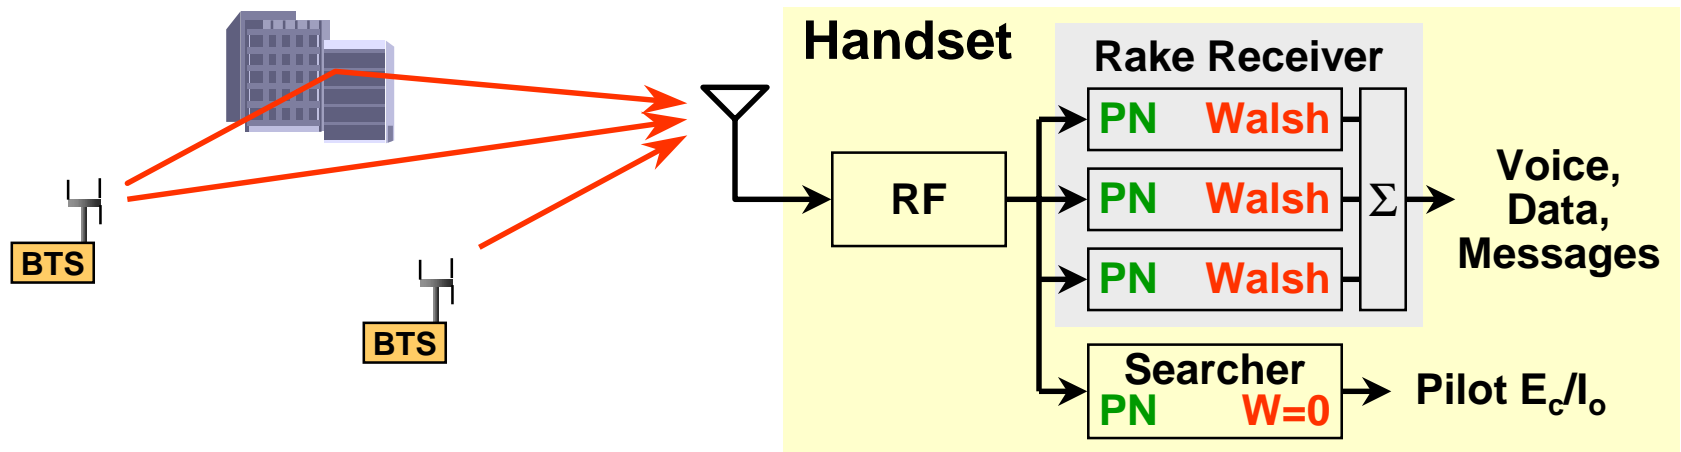 Handset
Rake Receiver
PN Walsh
PN Walsh
PN Walsh
Σ
RF
Voice,
Data,
Messages
BTS
BTS
Searcher
PN W=0
Pilot Ec/Io